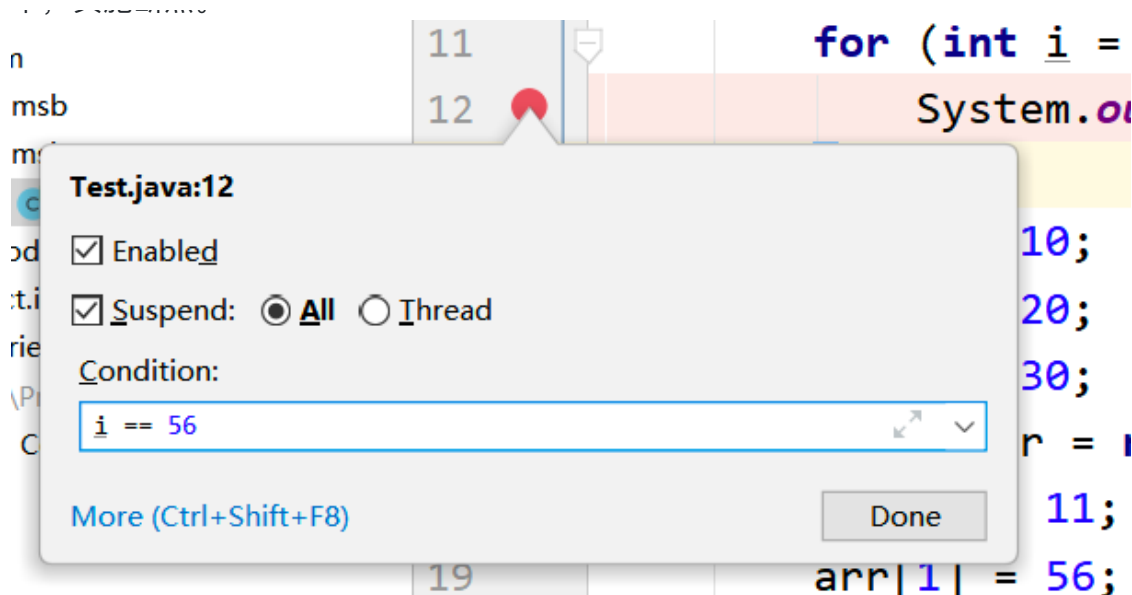 11 for (int i =
msb
12 System.ou
Test.java:12
Enabled
10;
Suspend: All Thread
20;
Condition:
30;
i == 56
r =
More (Ctrl+Shift+F8)
Done
11;
19 arr[1] = 56;